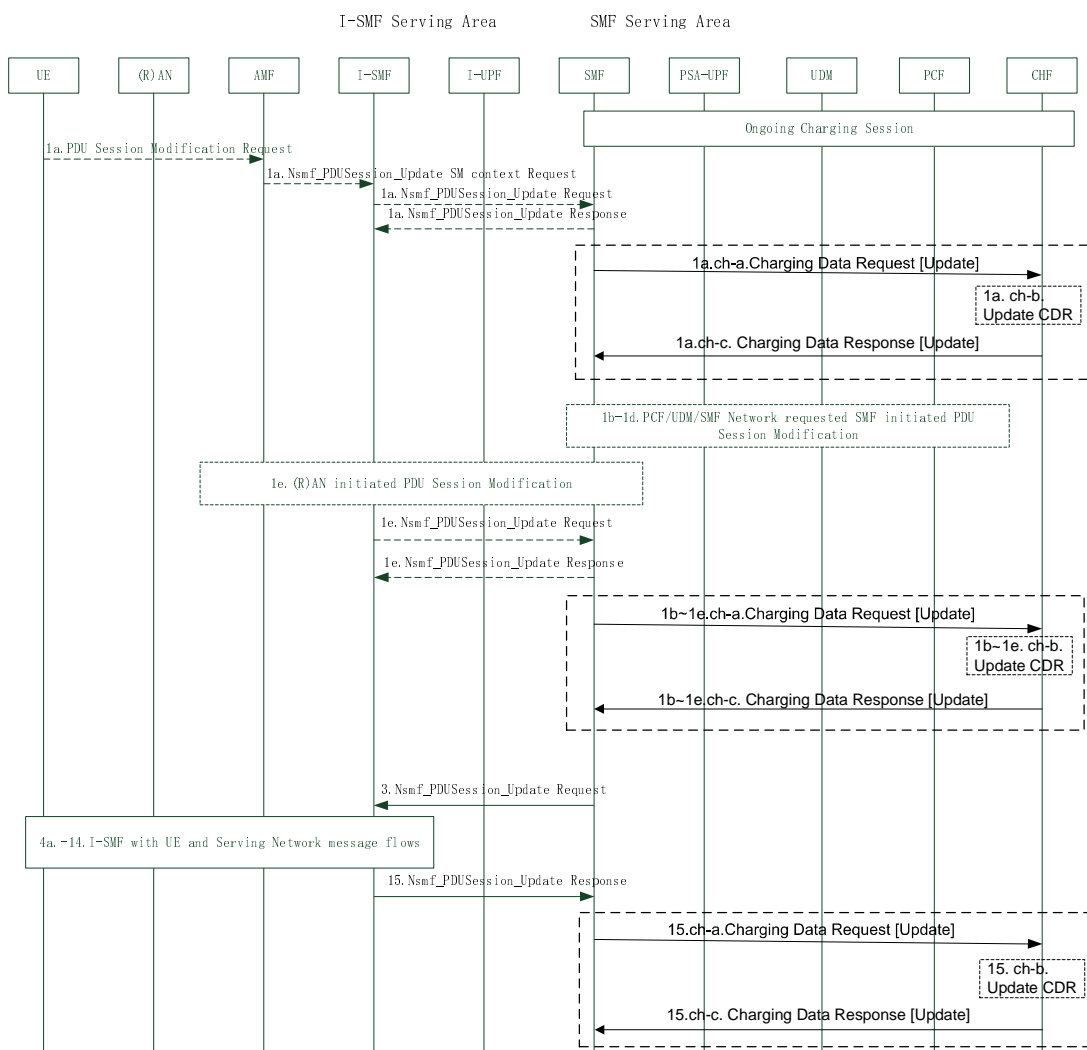 I-SMF Serving Area
SMF Serving Area
UE
(R)AN
AMF
I-SMF
I-UPF
SMF
PSA-UPF
UDM
PCF
CHF
Ongoing Charging Session
1a.PDU Session Modification Request
1a.Nsmf_PDUSession_Update SM context Request
1a.Nsmf_PDUSession_Update Request
1a.Nsmf_PDUSession_Update Response
1a.ch-a.Charging Data Request [Update]
1a. ch-b.
Update CDR
1a.ch-c. Charging Data Response [Update]
1b-1d.PCF/UDM/SMF Network requested SMF initiated PDU
Session Modification
1e.(R)AN initiated PDU Session Modification
1e.Nsmf_PDUSession_Update Request
1e.Nsmf_PDUSession_Update Response
1b~1e.ch-a.Charging Data Request [Update]
1b~1e. ch-b.
Update CDR
1b~1e.ch-c. Charging Data Response [Update]
3.Nsmf_PDUSession_Update Request
4a.-14.I-SMF with UE and Serving Network message flows
15.Nsmf_PDUSession_Update Response
15.ch-a.Charging Data Request [Update]
15. ch-b.
Update CDR
15.ch-c. Charging Data Response [Update]